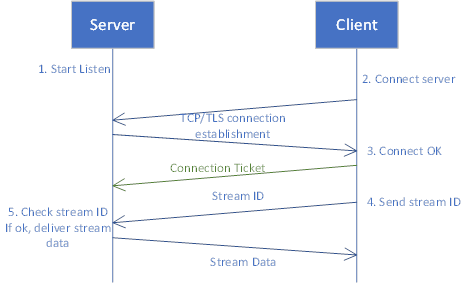 Server
Client
1. Start Listen
2. Connect server
TCP/TLS connection
establishment
3. Connect OK
Connection Ticket
Stream ID
4. Send stream ID
5. Check stream ID
If ok, deliver stream
data
Stream Data